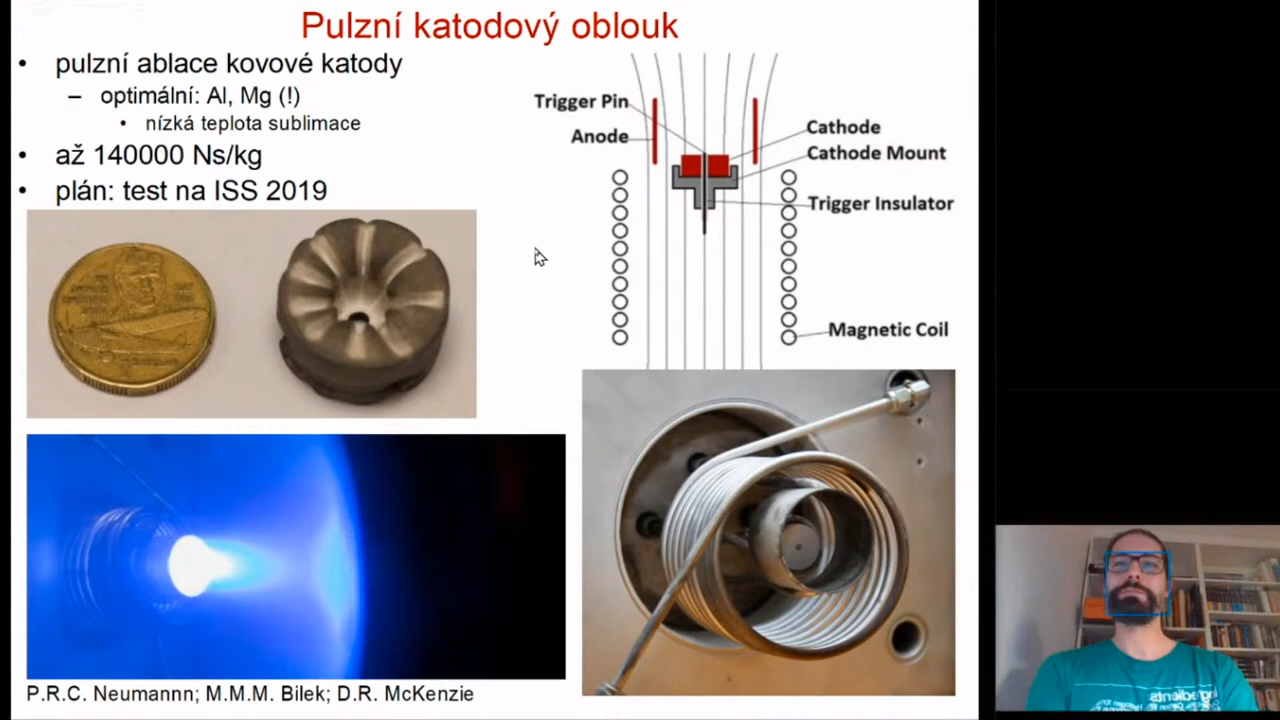 Pulzní katodový oblouk
• pulzní ablace kovové katody
– optimální: Al, Mg (!)
• nízká teplota sublimace
• až 140000 Ns/kg
• plán: test na ISS 2019
Trigger Pin
Anode
Cathode
Cathode Mount
Trigger Insulator
Magnetic Coil
P.R.C. Neumannn; M.M.M. Bilek; D.R. McKenzie
ingredients